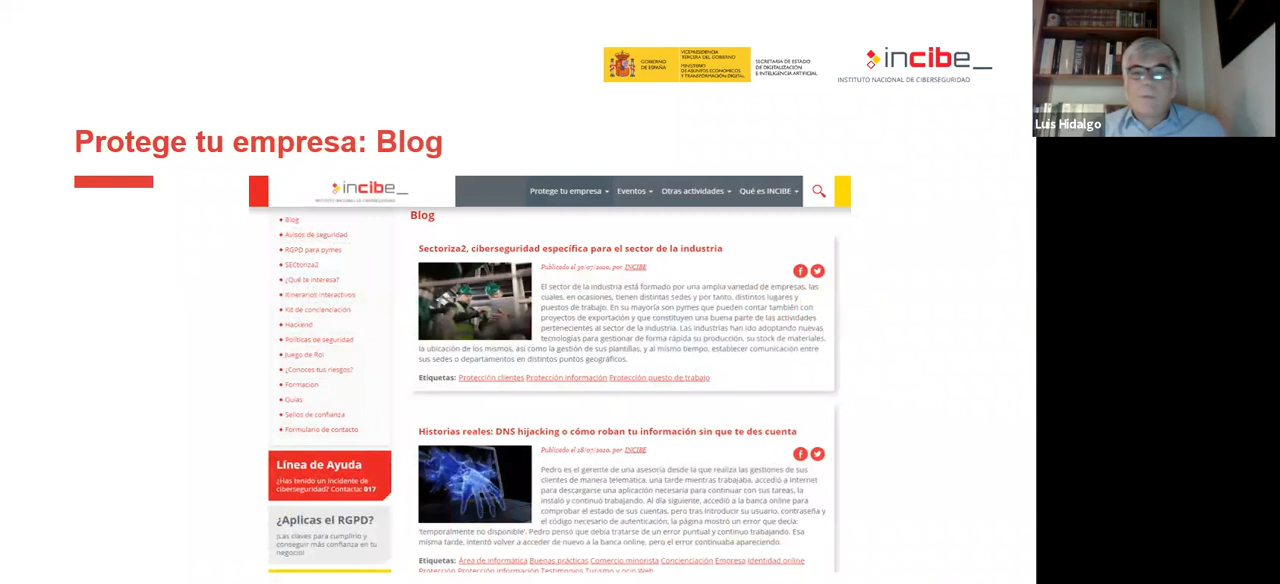 GOBIERNO
DE ESPAÑA
VICEPRESIDENCIA
TERCERA DEL GOBIERNO
MINISTERIO
DE ASUNTOS ECONÓMICOS
Y TRANSFORMACIÓN DIGITAL
SECRETARÍA DE ESTADO
DE DIGITALIZACIÓN
E INTELIGENCIA ARTIFICIAL
incibe_
INSTITUTO NACIONAL DE CIBERSEGURIDAD
Luis Hidalgo
Protege tu empresa: Blog
incibe_
INSTITUTO NACIONAL DE CIBERSEGURIDAD
Protege tu empresa
Eventos
Otras actividades
Qué es INCIBE
Blog
Avisos de seguridad
RGPD para pymes
SECtoriza2
¿Qué te interesa?
Itinerarios interactivos
Kit de concienciación
Hackend
Políticas de seguridad
Juego de Rol
¿Conoces tus riesgos?
Formación
Guías
Sellos de confianza
Formulario de contacto
Línea de Ayuda
¿Has tenido un incidente de
ciberseguridad? Contacta: 017
¿Aplicas el RGPD?
¡Las claves para cumplirlo y
conseguir más confianza en tu
negocio!
Blog
Sectoriza2, ciberseguridad específica para el sector de la industria
Publicado el 30/07/2020, por INCIBE
El sector de la industria está formado por una amplia variedad de empresas, las
cuales, en ocasiones, tienen distintas sedes y por tanto, distintos lugares y
puestos de trabajo. En su mayoría son pymes que pueden contar también con
proyectos de exportación y que constituyen una buena parte de las actividades
pertenecientes al sector de la industria. Las industrias han ido adoptando nuevas
tecnologías para gestionar de forma rápida su producción, su stock de materiales,
la ubicación de los mismos, así como la gestión de sus plantillas, y al mismo tiempo, establecer comunicación entre
sus sedes o departamentos en distintos puntos geográficos.
Etiquetas: Protección clientes Protección información Protección puesto de trabajo
Historias reales: DNS hijacking o cómo roban tu información sin que te des cuenta
Publicado el 28/07/2020, por INCIBE
Pedro es el gerente de una asesoría desde la que realiza las gestiones de sus
clientes de manera telemática. una tarde mientras trabajaba, accedió a Internet
para descargarse una aplicación necesaria para continuar con sus tareas, la
instaló y continuó trabajando. Al día siguiente, accedió a la banca online para
comprobar el estado de sus cuentas, pero tras introducir su usuario, contraseña y
el código necesario de autenticación, la página mostró un error que decía:
'temporalmente no disponible'. Pedro pensó que debía tratarse de un error puntual y continuo trabajando. Esa
misma tarde, intentó volver a acceder de nuevo a la banca online, pero el error continuaba apareciendo.
Etiquetas: Área de informática Buenas prácticas Comercio minorista Concienciación Empresa Identidad online
Protección Protección información Testimonios Turismo y ocio Web